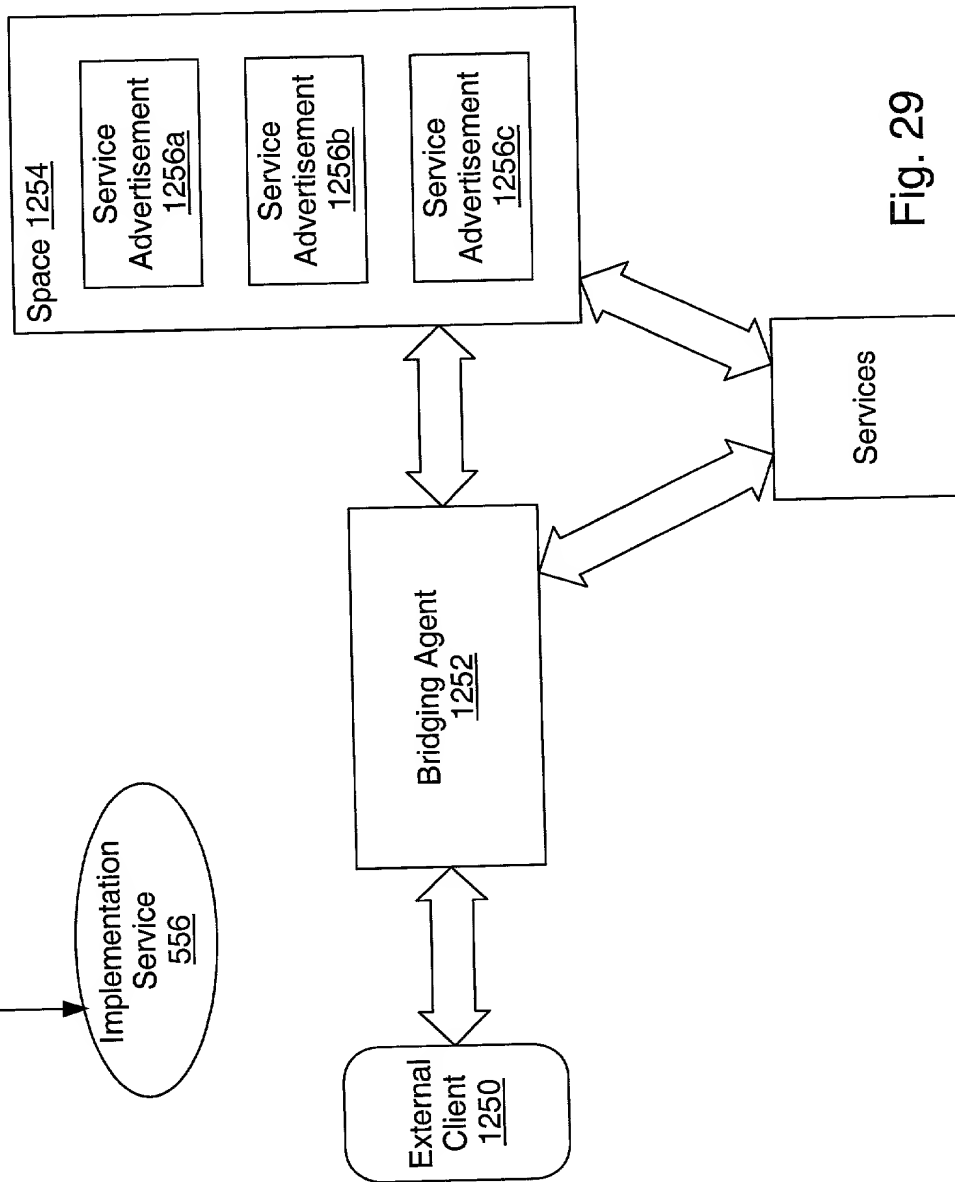 Implementation
Service
556
External
Client
1250
Bridging Agent
1252
Space 1254
Service
Advertisement
1256a
Service
Advertisement
1256b
Service
Advertisement
1256c
Services
Fig. 29